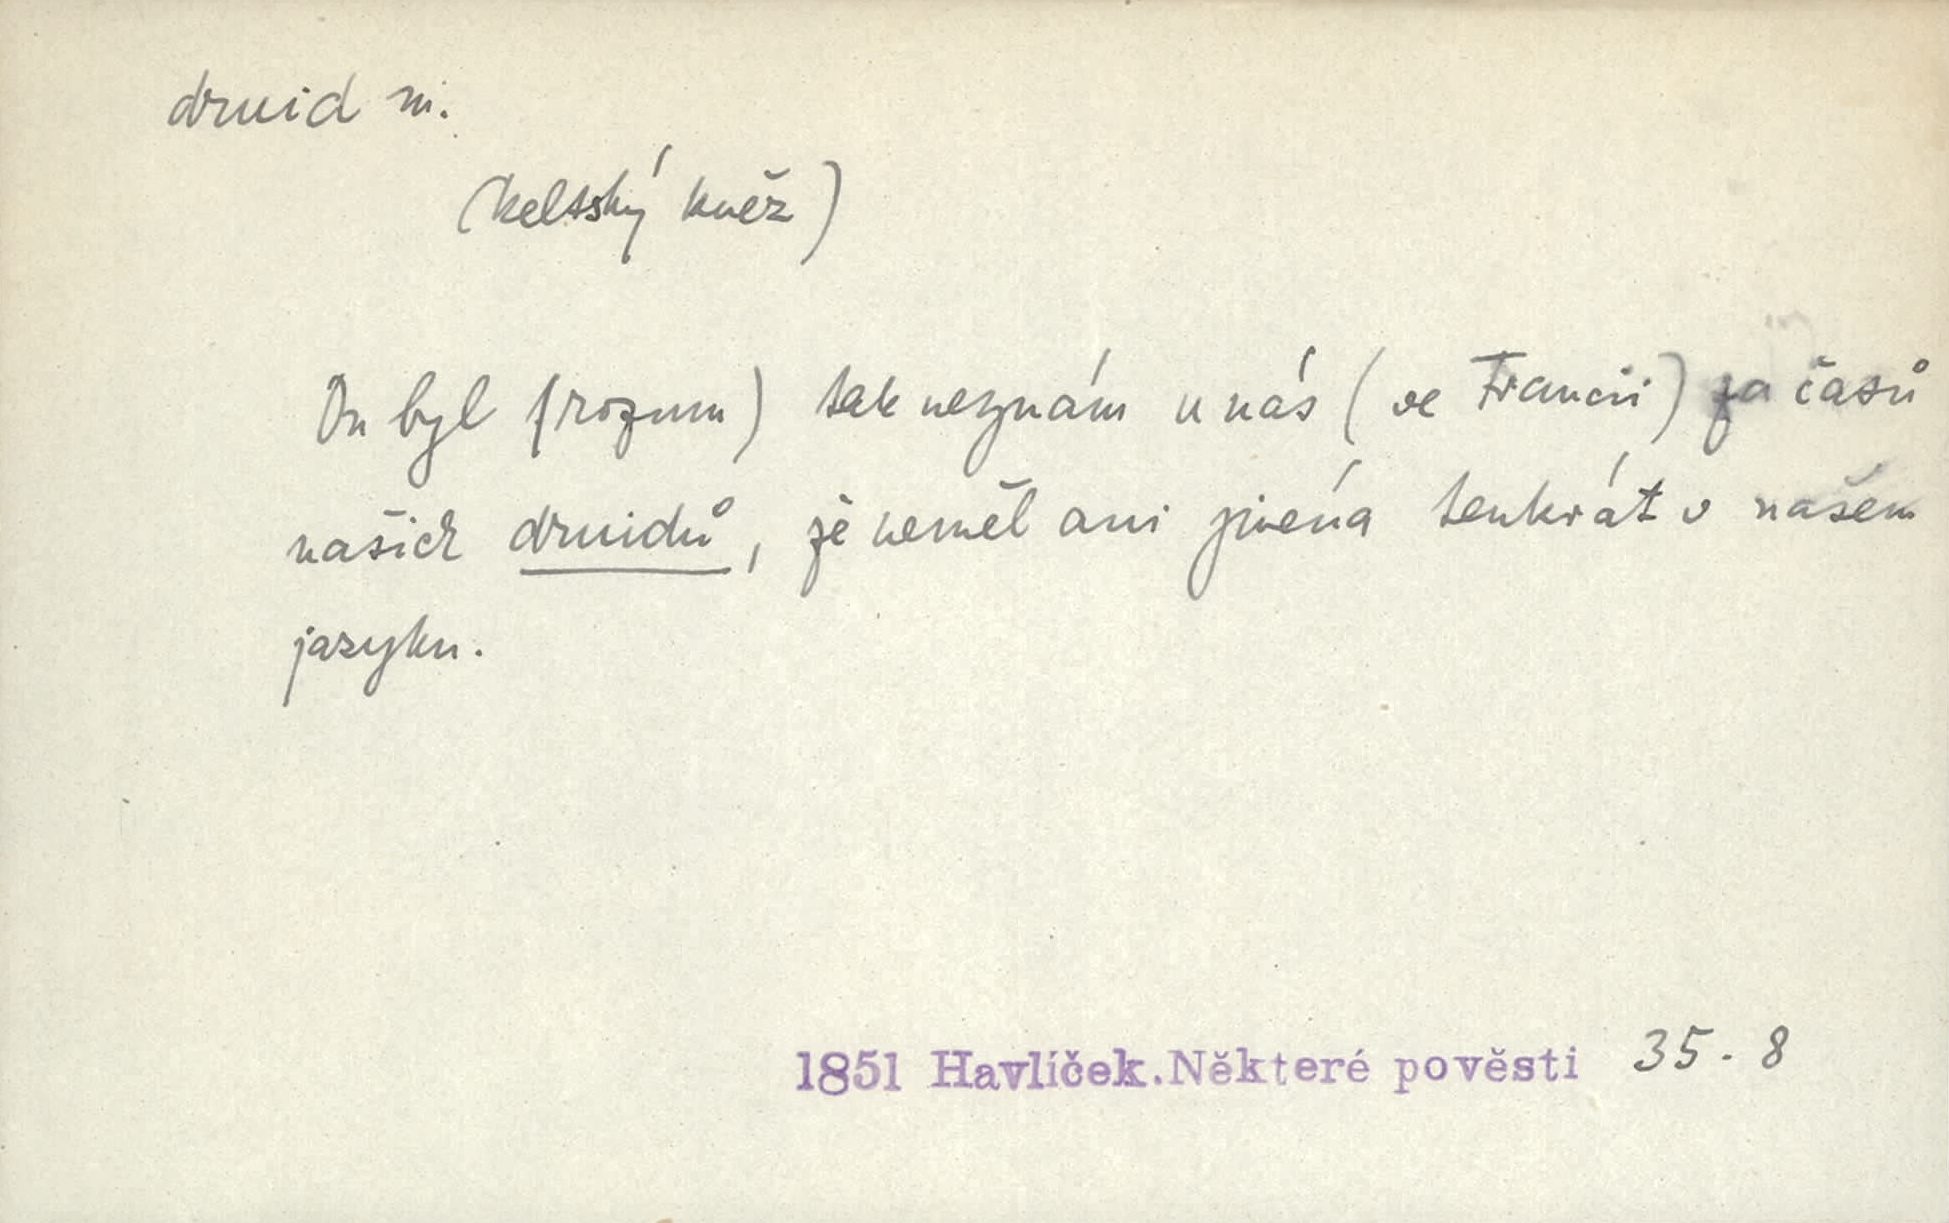 druid m.
(keltský kněz)
On byl (rozum) tak neznám u nás (ve Francii) za časů
našich druidů, že neměl ani jména tenkrát v našem
jazyku.
1851 Havlíček. Některé pověsti 35 - 8